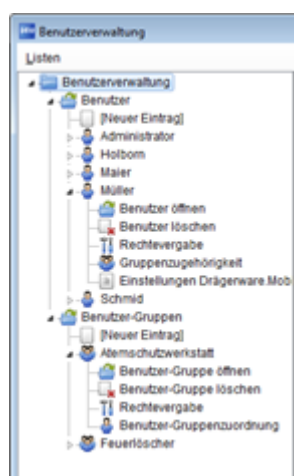 Benutzerverwaltung
Listen
Benutzerverwaltung
Benutzer
[Neuer Eintrag]
Administrator
Holborn
Maier
Müller
Benutzer öffnen
Benutzer löschen
Rechtevergabe
Gruppenzugehörigkeit
Einstellungen Drägerware.Mob
Schmid
Benutzer-Gruppen
[Neuer Eintrag]
Atemschutzwerkstatt
Benutzer-Gruppe öffnen
Benutzer-Gruppe löschen
Rechtevergabe
Benutzer-Gruppenzuordnung
Feuerlöscher